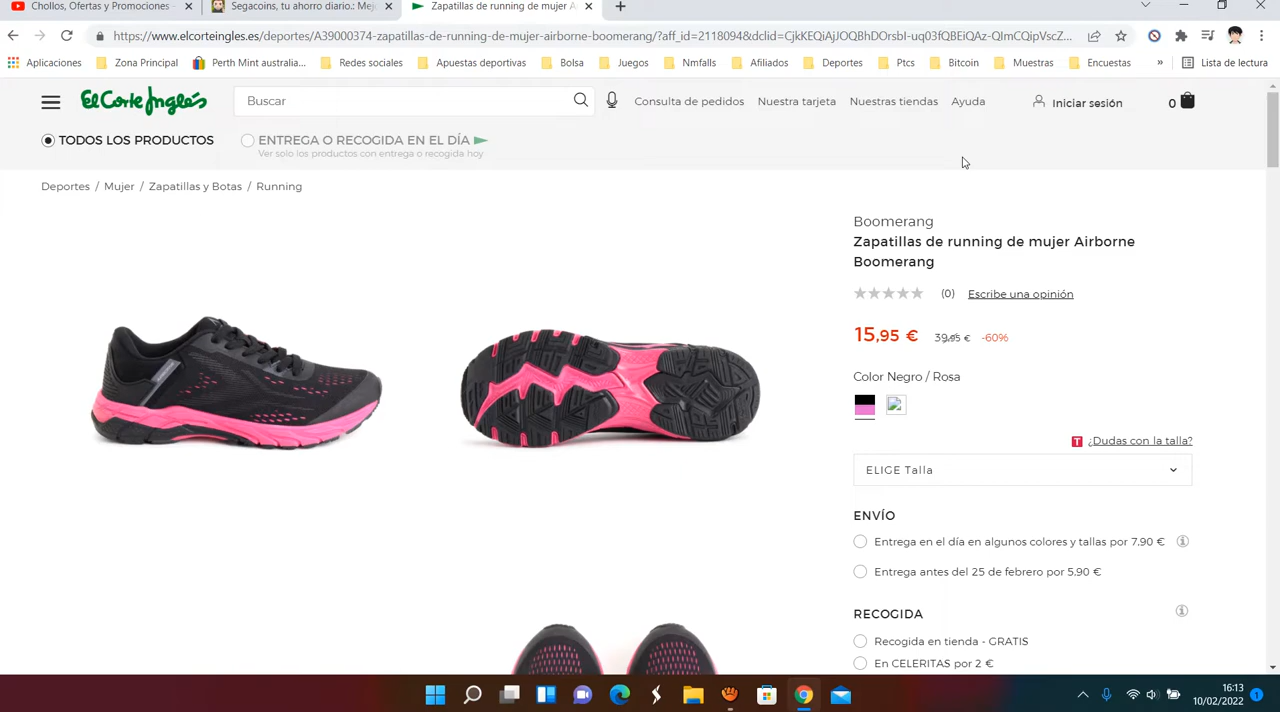 Chollos, Ofertas y Promociones
Segacoins, tu ahorro diario.: Mej
Zapatillas de running de mujer A
https://www.elcorteingles.es/deportes/A39000374-zapatillas-de-running-de-mujer-airborne-boomerang/?aff_id=2118094&dclid=CjkKEQiAjJOQBhDOrsbI-uq03fQBEiQAz-QImCQipVscZ...
Aplicaciones
Zona Principal
Perth Mint australia...
Redes sociales
Apuestas deportivas
Bolsa
Juegos
Nmfalls
Afiliados
Deportes
Ptcs
Bitcoin
Muestras
Encuestas
»
Lista de lectura
El Corte Inglés
Buscar
Consulta de pedidos
Nuestra tarjeta
Nuestras tiendas
Ayuda
Iniciar sesión
0
TODOS LOS PRODUCTOS
ENTREGA O RECOGIDA EN EL DÍA
Ver solo los productos con entrega o recogida hoy
Deportes / Mujer / Zapatillas y Botas / Running
Boomerang
Zapatillas de running de mujer Airborne
Boomerang
(0) Escribe una opinión
15,95 € 39,95 € -60%
Color Negro / Rosa
T ¿Dudas con la talla?
ELIGE Talla
ENVÍO
Entrega en el día en algunos colores y tallas por 7.90 €
Entrega antes del 25 de febrero por 5.90 €
RECOGIDA
Recogida en tienda - GRATIS
En CELERITAS por 2 €
16:13
10/02/2022
1